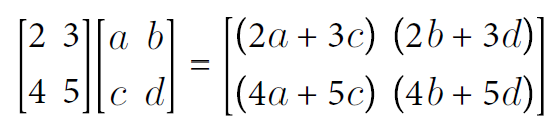 [2 3] [a b] = [(2a + 3c) (2b + 3d)]
[4 5] [c d] [(4a + 5c) (4b + 5d)]